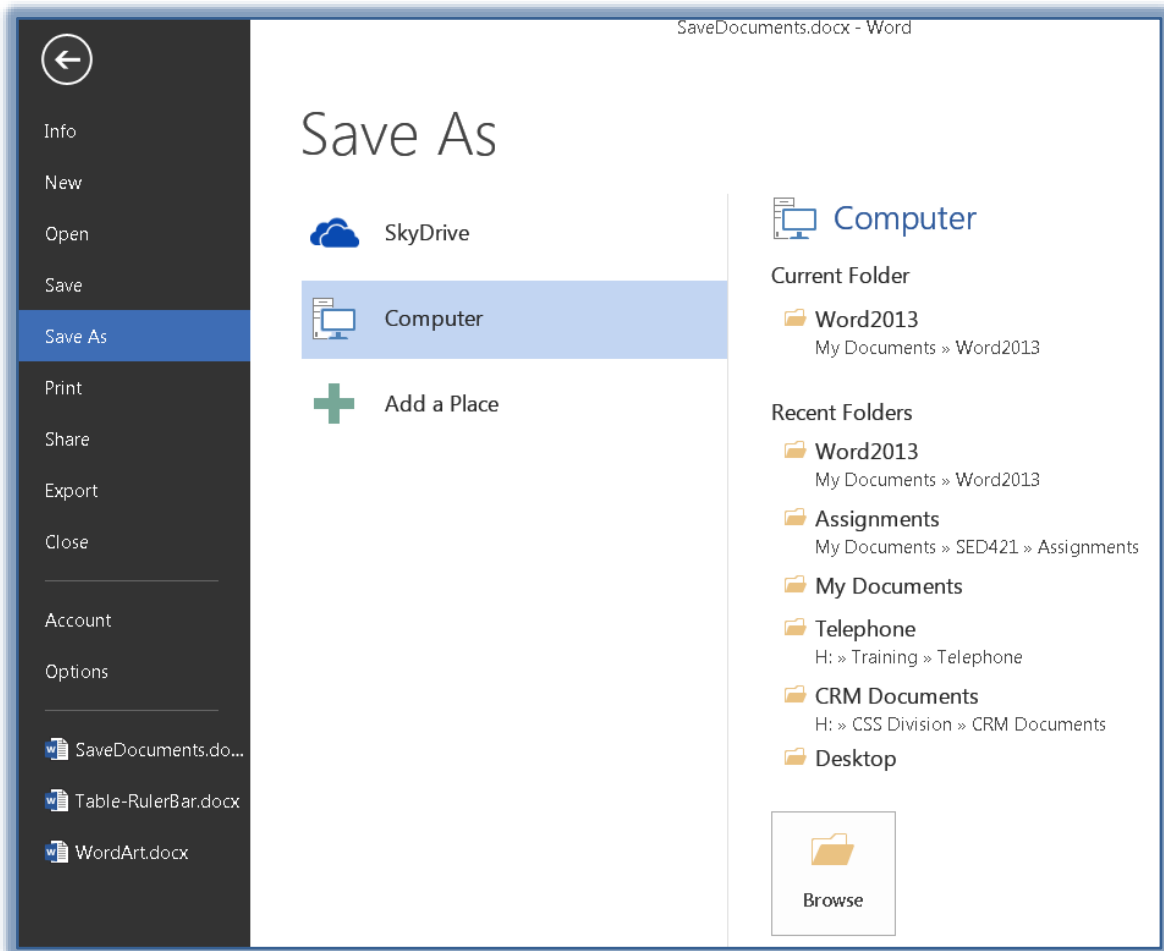 SaveDocuments.docx - Word
Info
New
Open
Save
Save As
Print
Share
Export
Close
Account
Options
SaveDocuments.do...
Table-RulerBar.docx
WordArt.docx
Save As
SkyDrive
Computer
Add a Place
Computer
Current Folder
Word2013
My Documents » Word2013
Recent Folders
Word2013
My Documents » Word2013
Assignments
My Documents » SED421 » Assignments
My Documents
Telephone
H: » Training » Telephone
CRM Documents
H: » CSS Division » CRM Documents
Desktop
Browse